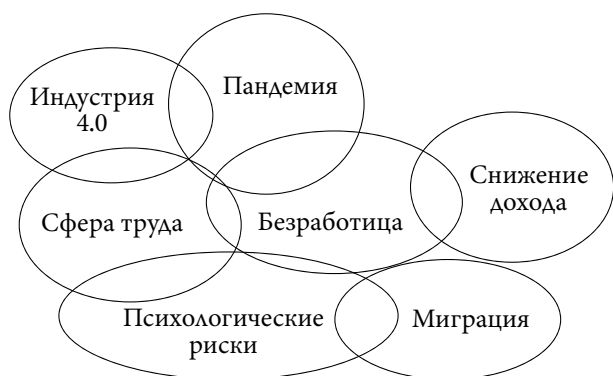 Индустрия
4.0
Пандемия
Снижение
дохода
Сфера труда
Безработица
Психологические
риски
Миграция